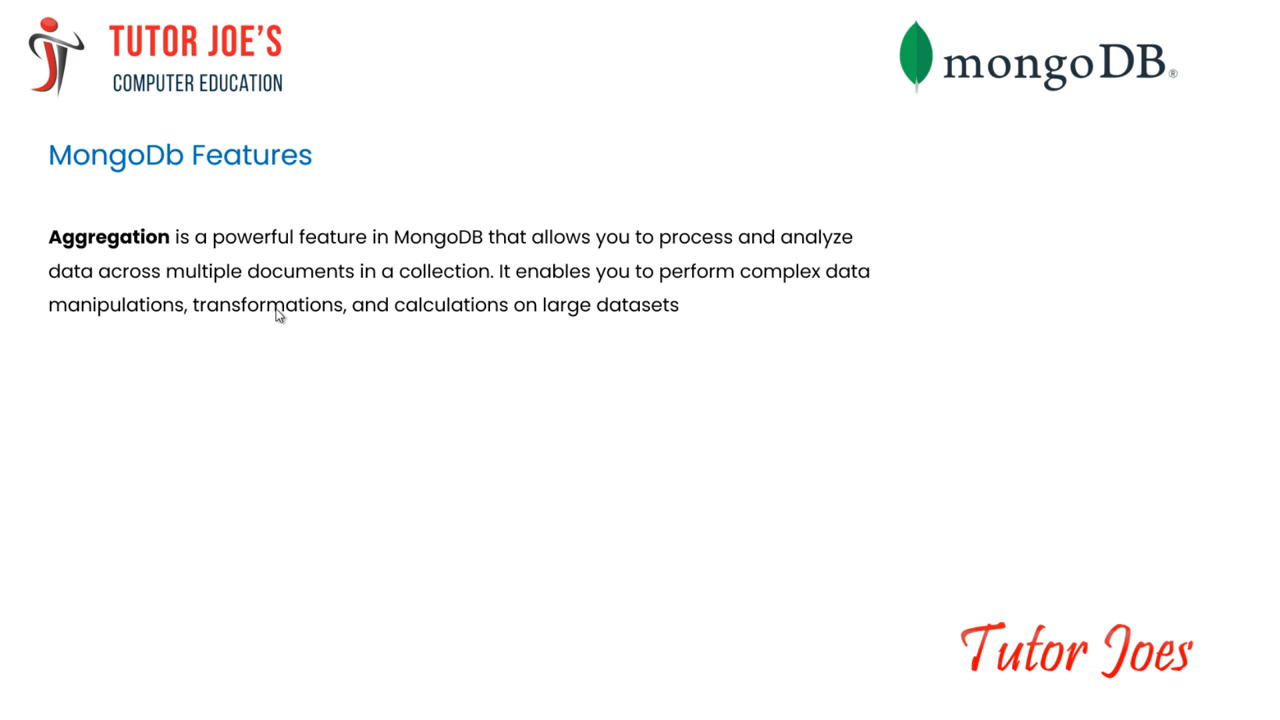 TUTOR JOE'S
COMPUTER EDUCATION
mongoDB®
MongoDb Features
Aggregation is a powerful feature in MongoDB that allows you to process and analyze
data across multiple documents in a collection. It enables you to perform complex data
manipulations, transformations, and calculations on large datasets
Tutor Joes